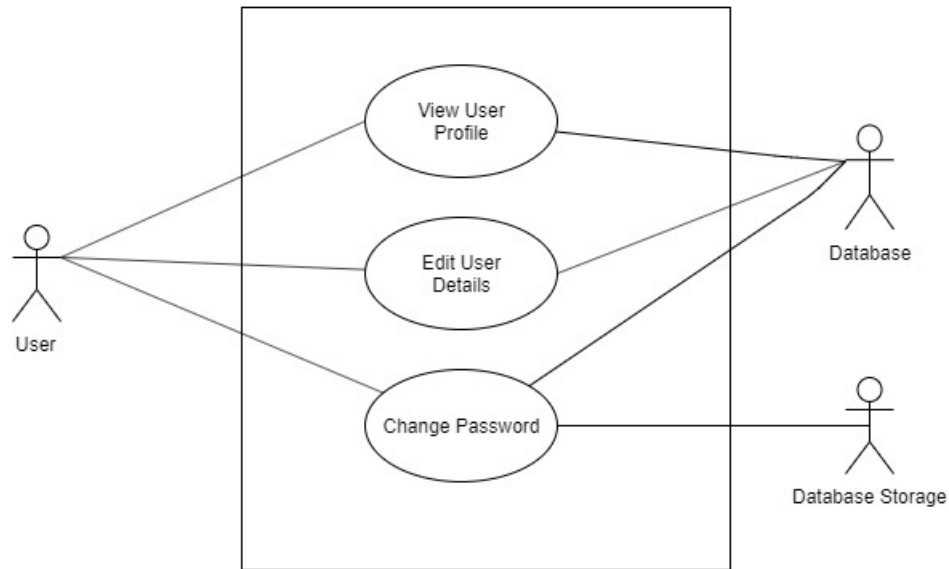 View User
Profile
Edit User
Details
Change Password
User
Database
Database Storage